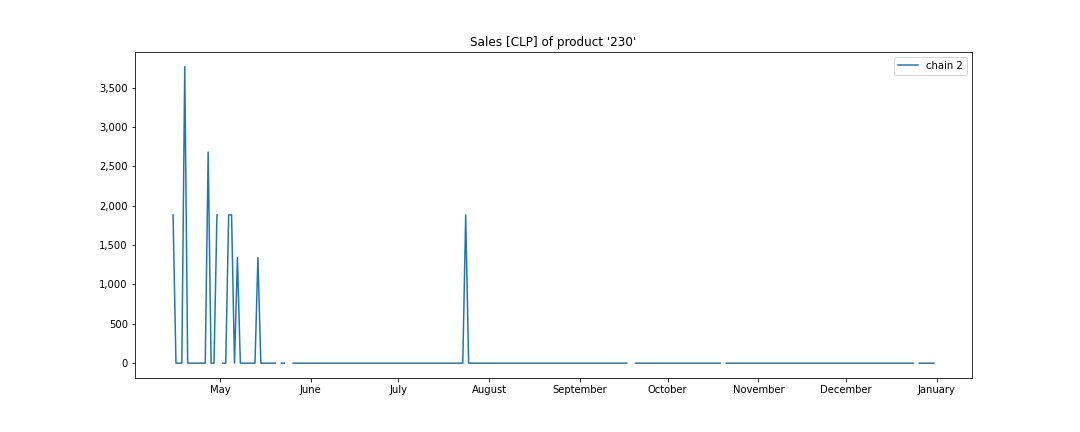 Sales [CLP] of product '230'
chain 2
3,500
3,000
2,500
2,000
1,500
1,000
500
0
May June July August September October November December January